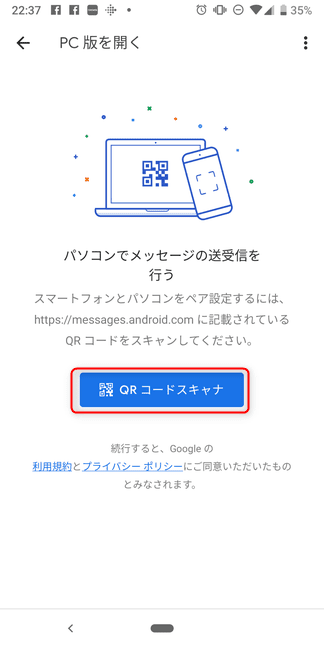 22:37 35%
PC 版を開く
パソコンでメッセージの送受信を
行う
スマートフォンとパソコンをペア設定するには、
https://messages.android.com に記載されている
QR コードをスキャンしてください。
QR コードスキャナ
続行すると、Google の
利用規約とプライバシー ポリシーにご同意いただいたもの
とみなされます。